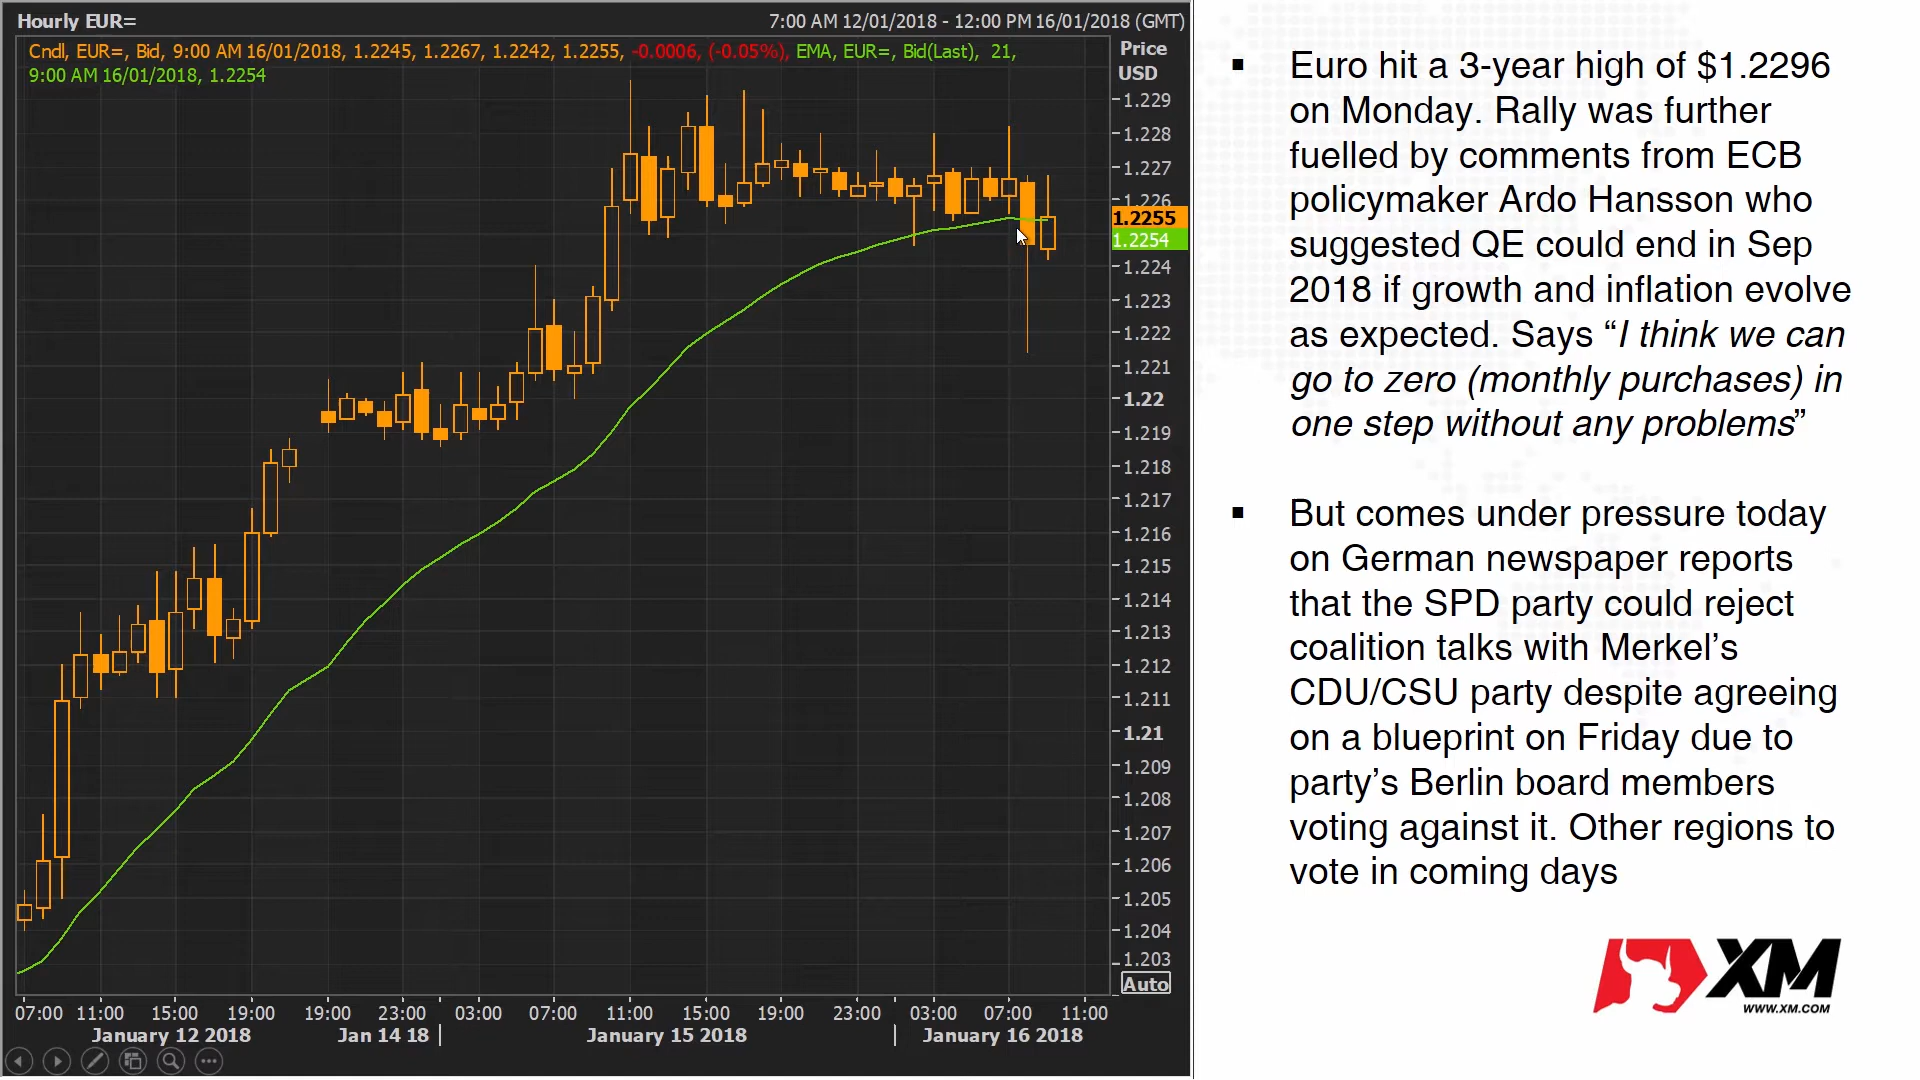 Hourly EUR=
7:00 AM 12/01/2018 - 12:00 PM 16/01/2018 (GMT)
Cndl, EUR=, Bid, 9:00 AM 16/01/2018, 1.2245, 1.2267, 1.2242, 1.2255, -0.0006, (-0.05%), EMA, EUR=, Bid(Last), 21,
9:00 AM 16/01/2018, 1.2254
Price
USD
1.229
1.228
1.227
1.226
1.2255
1.2254
1.224
1.223
1.222
1.221
1.22
1.219
1.218
1.217
1.216
1.215
1.214
1.213
1.212
1.211
1.21
1.209
1.208
1.207
1.206
1.205
1.204
1.203
Auto
07:00 11:00 15:00 19:00 19:00 23:00 03:00 07:00 11:00 15:00 19:00 23:00 03:00 07:00 11:00
January 12 2018 Jan 14 18 January 15 2018 January 16 2018
▪ Euro hit a 3-year high of $1.2296
on Monday. Rally was further
fuelled by comments from ECB
policymaker Ardo Hansson who
suggested QE could end in Sep
2018 if growth and inflation evolve
as expected. Says “I think we can
go to zero (monthly purchases) in
one step without any problems”
▪ But comes under pressure today
on German newspaper reports
that the SPD party could reject
coalition talks with Merkel’s
CDU/CSU party despite agreeing
on a blueprint on Friday due to
party’s Berlin board members
voting against it. Other regions to
vote in coming days
XM
WWW.XM.COM